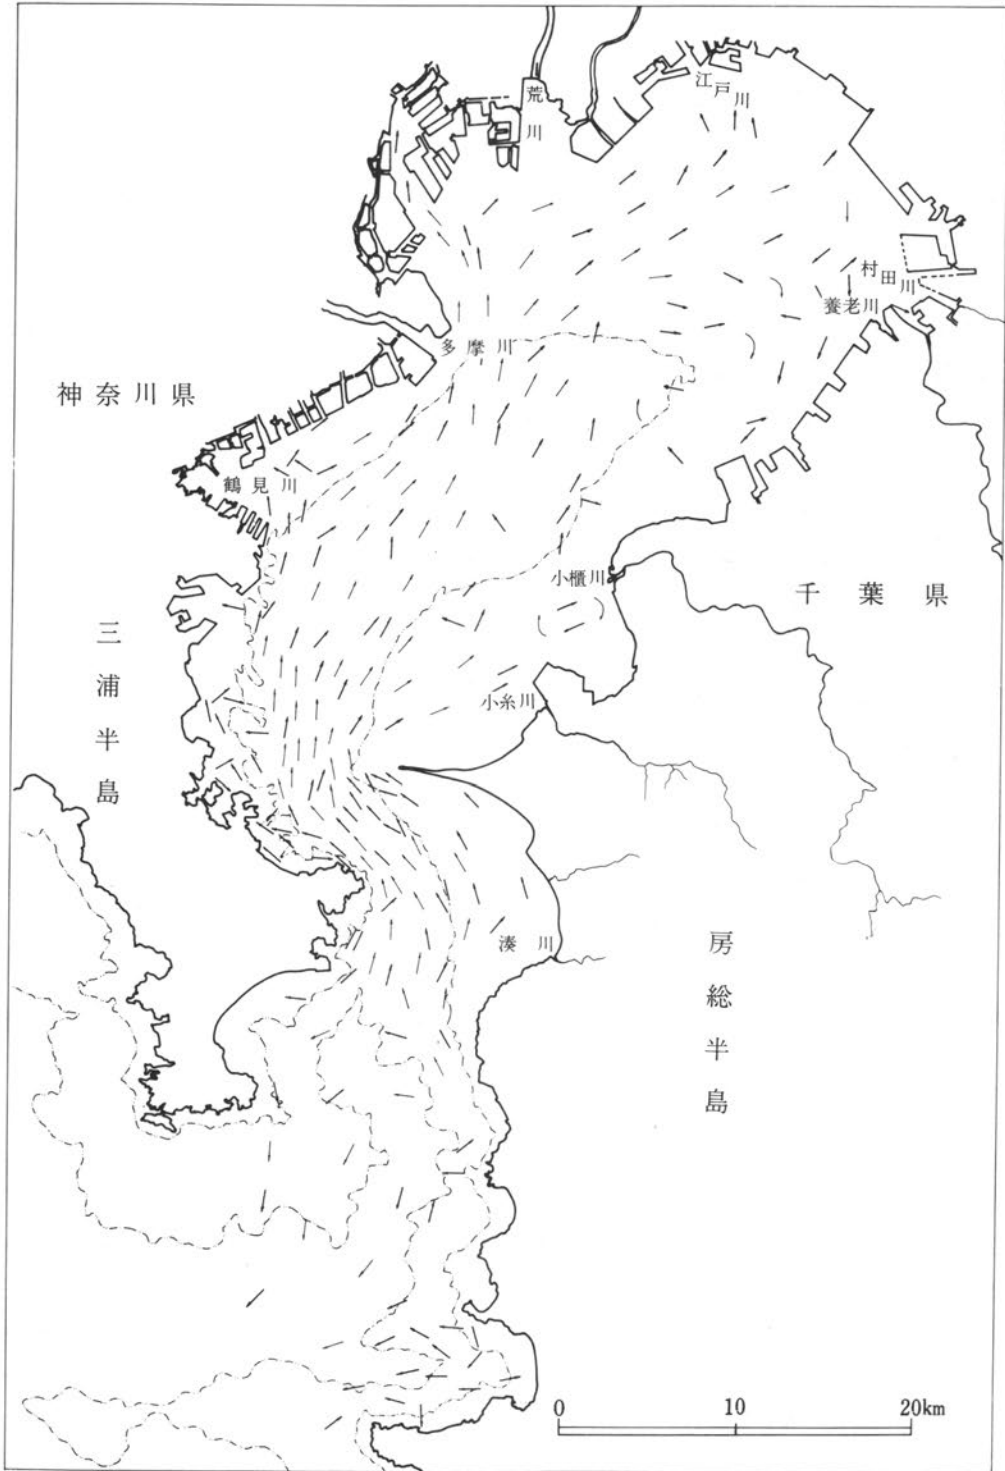 荒川
江戸川
村田川
養老川
多摩川
神奈川県
鶴見川
小櫃川
千葉県
三浦半島
小糸川
湊川
房総半島
0 10 20km